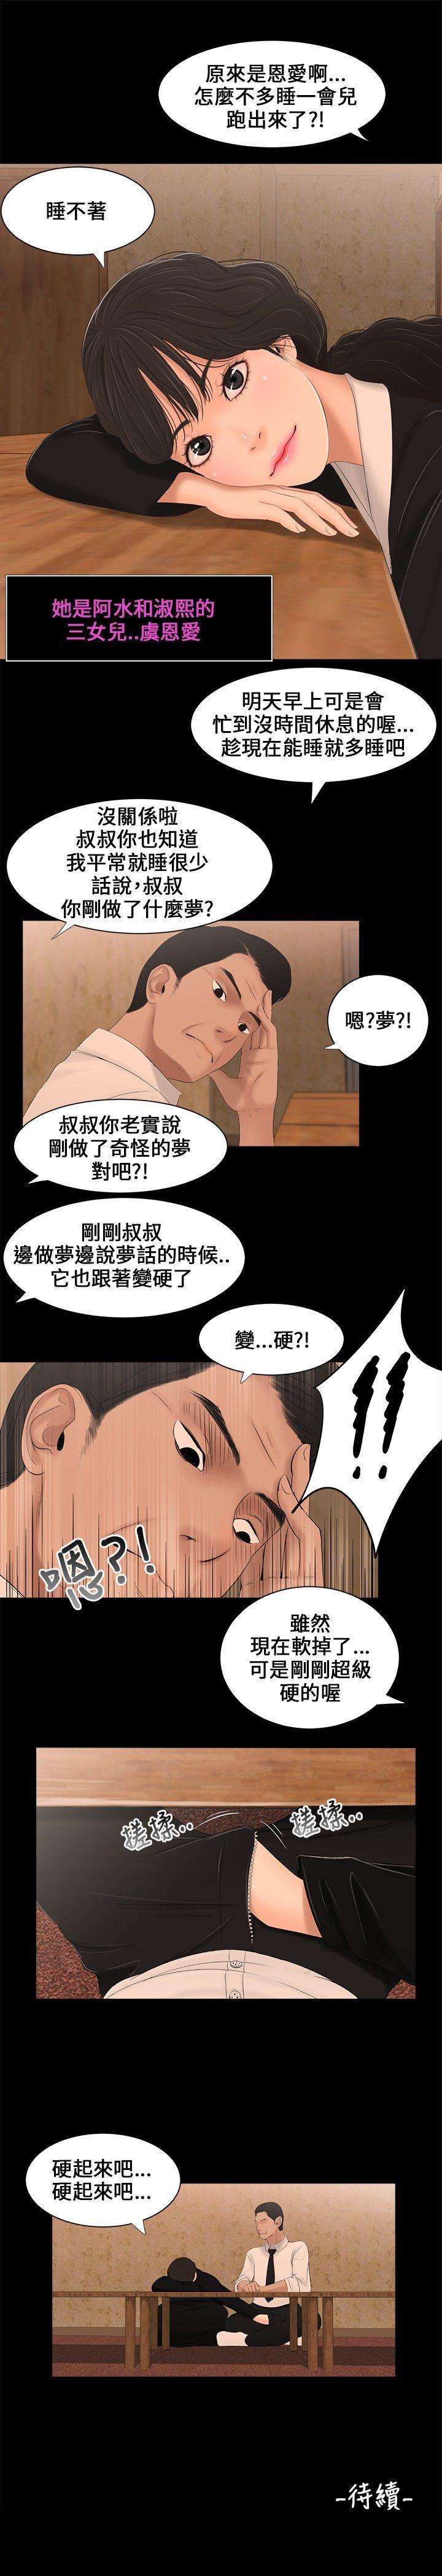 原來是恩愛啊...
怎麼不多睡一會兒
跑出來了?!
睡不著
她是阿水和淑熙的
三女兒..虞恩愛
明天早上可是會
忙到沒時間休息的喔...
趁現在能睡就多睡吧
沒關係啦
叔叔你也知道
我平常就睡很少
話說,叔叔
你剛做了什麼夢?
嗯?夢?!
叔叔你老實說
剛做了奇怪的夢
對吧?!
剛剛叔叔
邊做夢邊說夢話的時候..
它也跟著變硬了
變...硬?!
!!
咽?!
雖然
現在軟掉了...
可是剛剛超級
硬的喔
搓揉..
搓揉..
硬起來吧...
硬起來吧...
-待續-